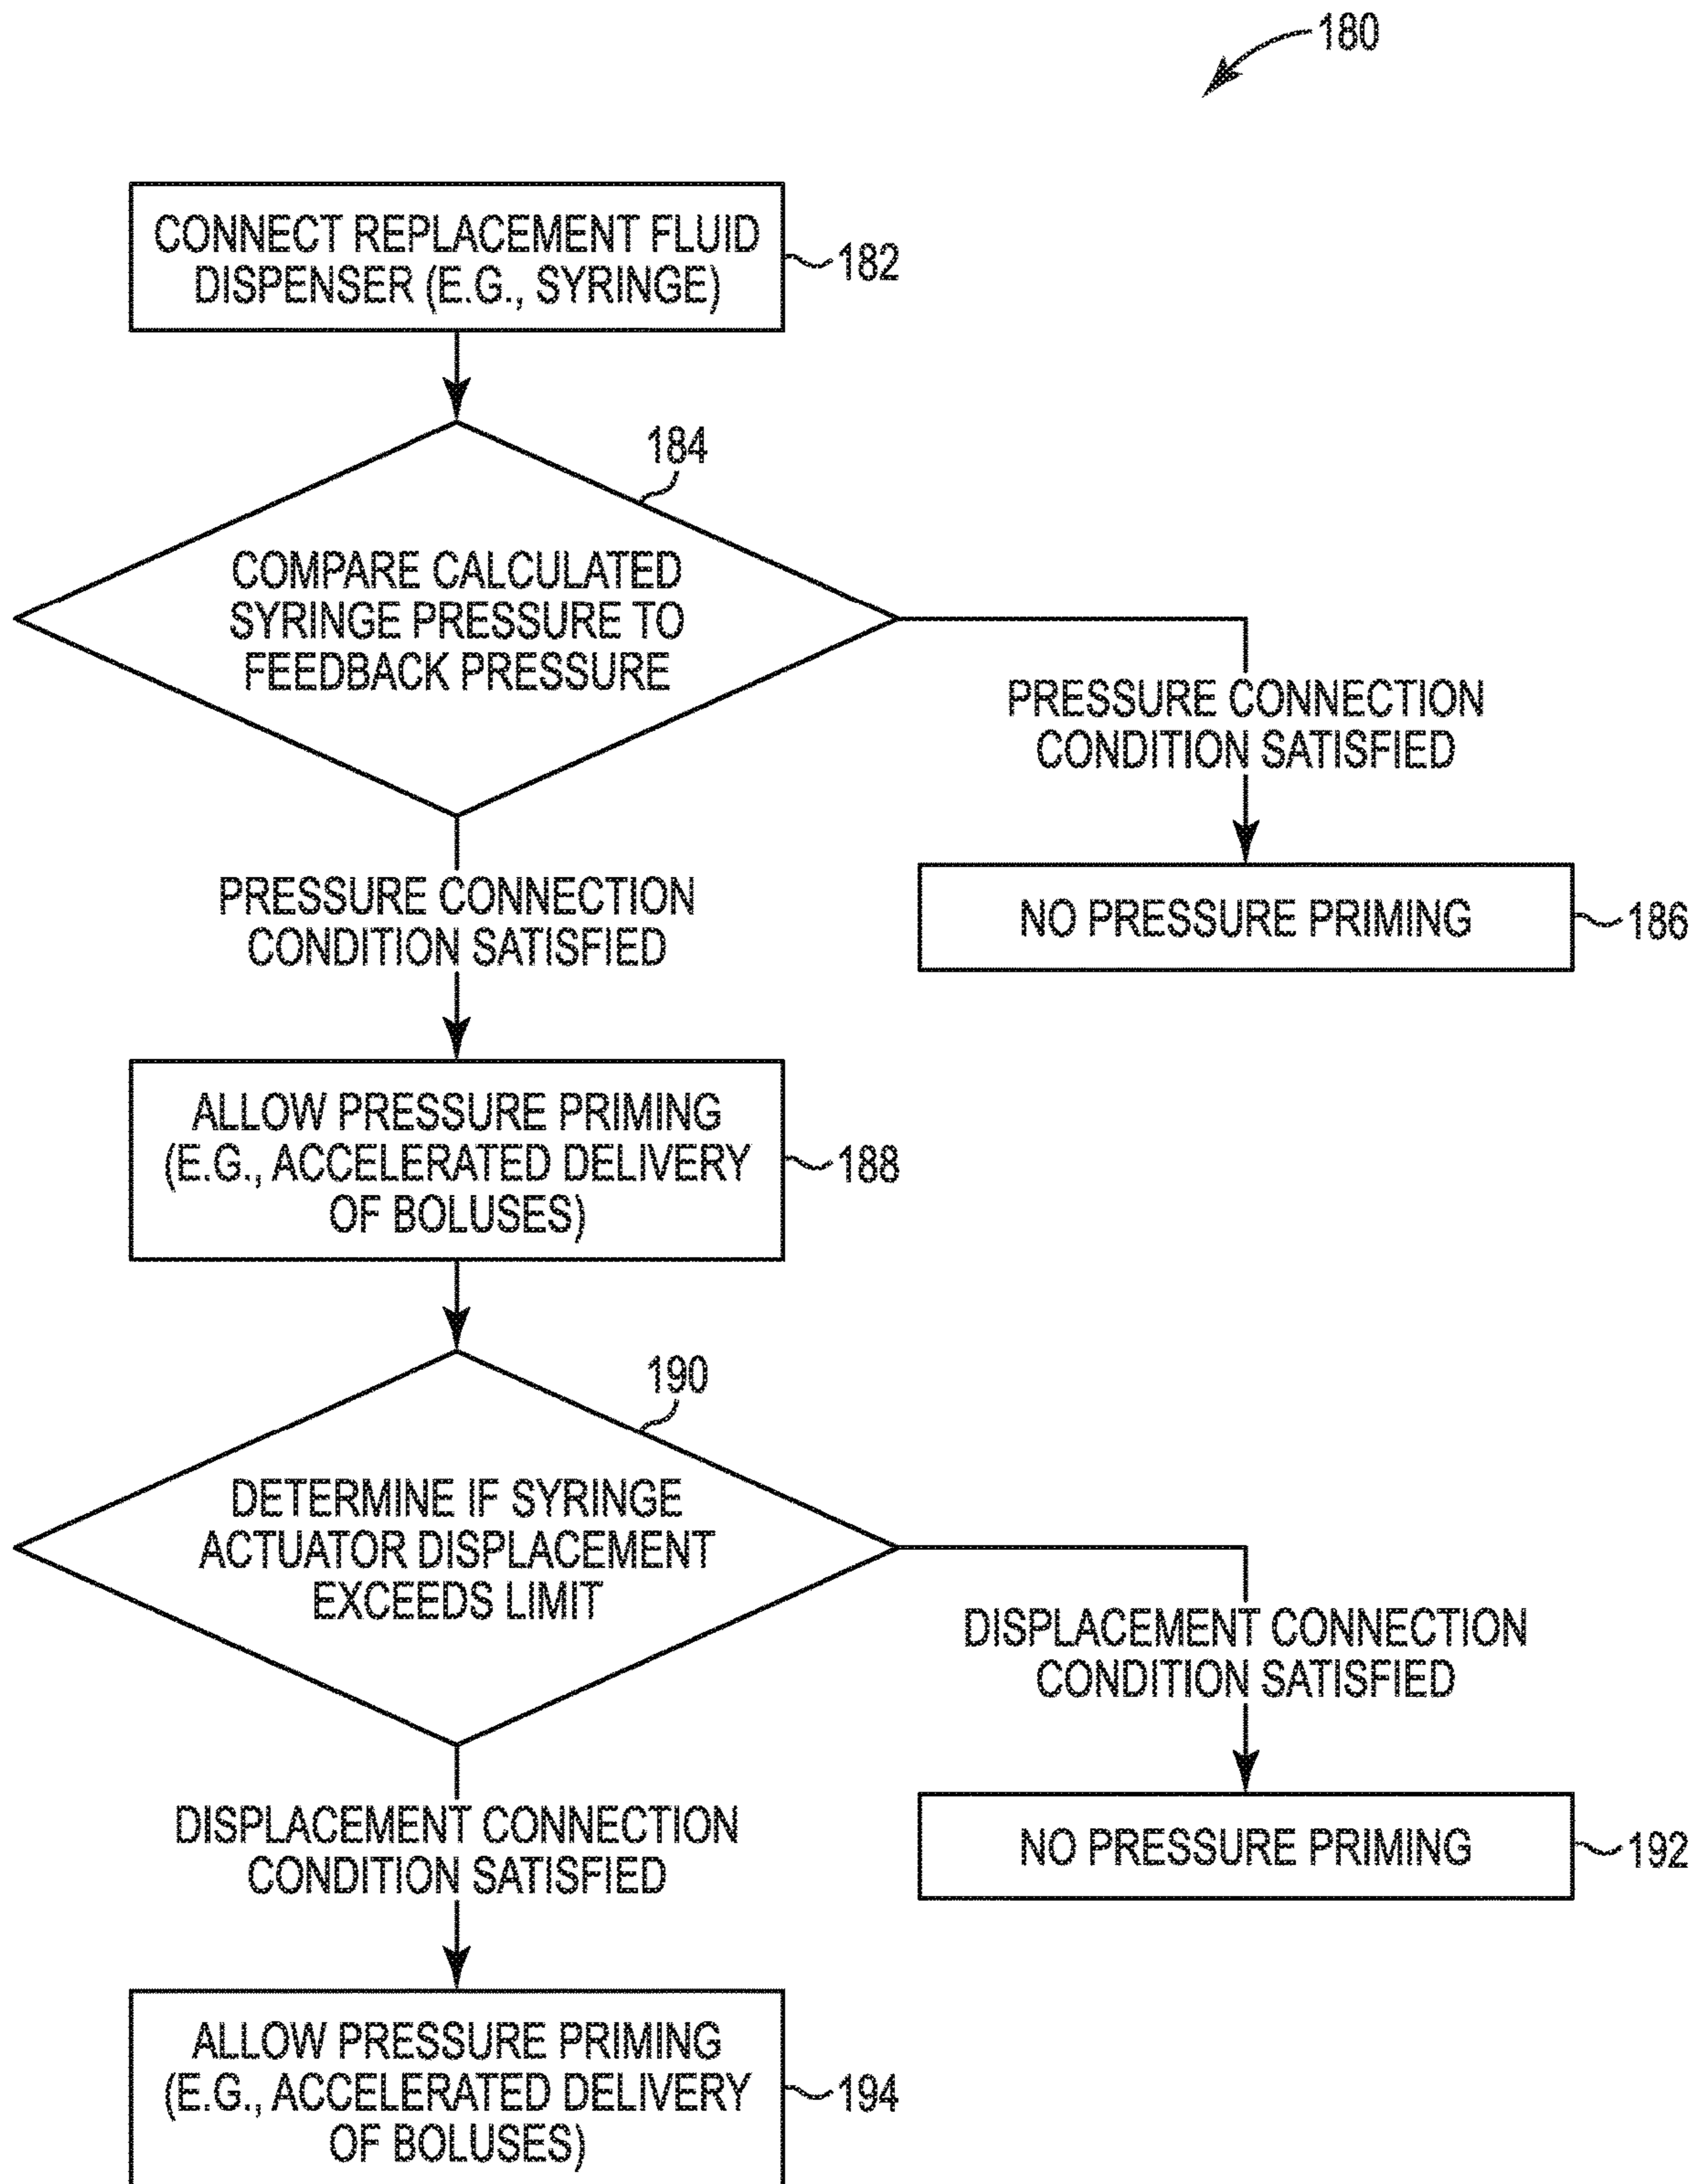 180
CONNECT REPLACEMENT FLUID
DISPENSER (E.G., SYRINGE)
182
184
COMPARE CALCULATED
SYRINGE PRESSURE TO
FEEDBACK PRESSURE
PRESSURE CONNECTION
CONDITION SATISFIED
NO PRESSURE PRIMING
186
PRESSURE CONNECTION
CONDITION SATISFIED
ALLOW PRESSURE PRIMING
(E.G., ACCELERATED DELIVERY
OF BOLUSES)
188
190
DETERMINE IF SYRINGE
ACTUATOR DISPLACEMENT
EXCEEDS LIMIT
DISPLACEMENT CONNECTION
CONDITION SATISFIED
NO PRESSURE PRIMING
192
DISPLACEMENT CONNECTION
CONDITION SATISFIED
ALLOW PRESSURE PRIMING
(E.G., ACCELERATED DELIVERY
OF BOLUSES)
194